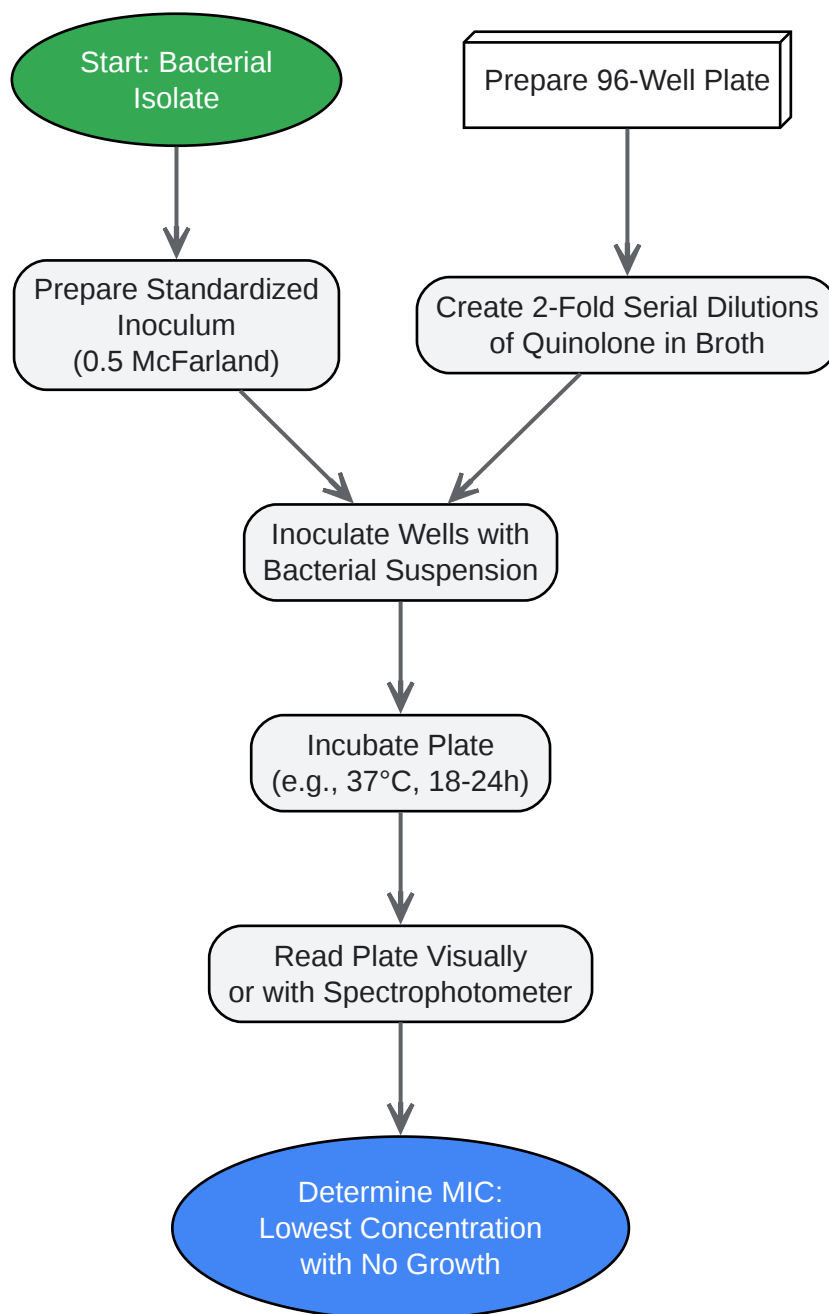 Start: Bacterial
Isolate
Prepare 96-Well Plate
Prepare Standardized
Inoculum
(0.5 McFarland)
Create 2-Fold Serial Dilutions
of Quinolone in Broth
Inoculate Wells with
Bacterial Suspension
Incubate Plate
(e.g., 37°C, 18-24h)
Read Plate Visually
or with Spectrophotometer
Determine MIC:
Lowest Concentration
with No Growth